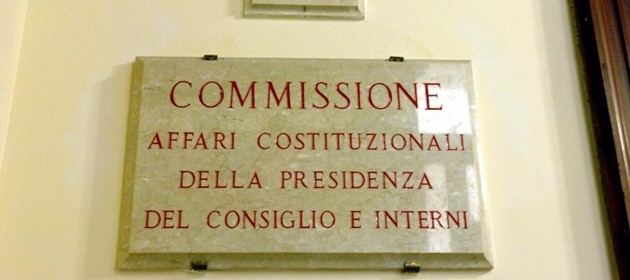 COMMISSIONE
AFFARI COSTITUZIONALI
DELLA PRESIDENZA
DEL CONSIGLIO E INTERNI